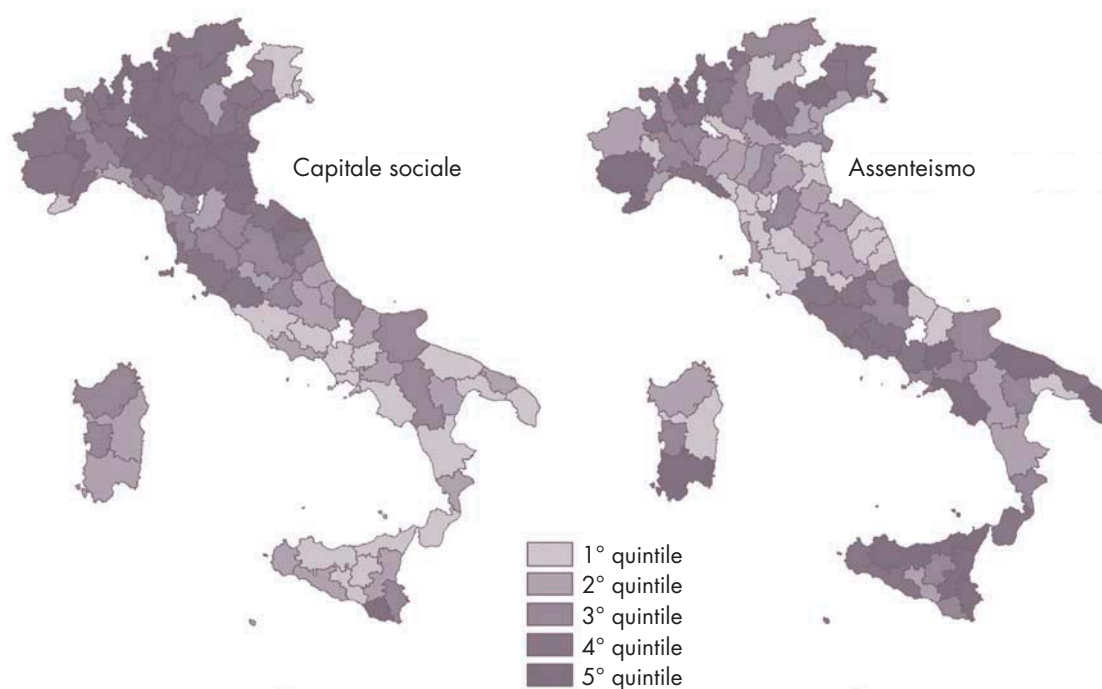 Capitale sociale
Assenteismo
1° quintile
2° quintile
3° quintile
4° quintile
5° quintile